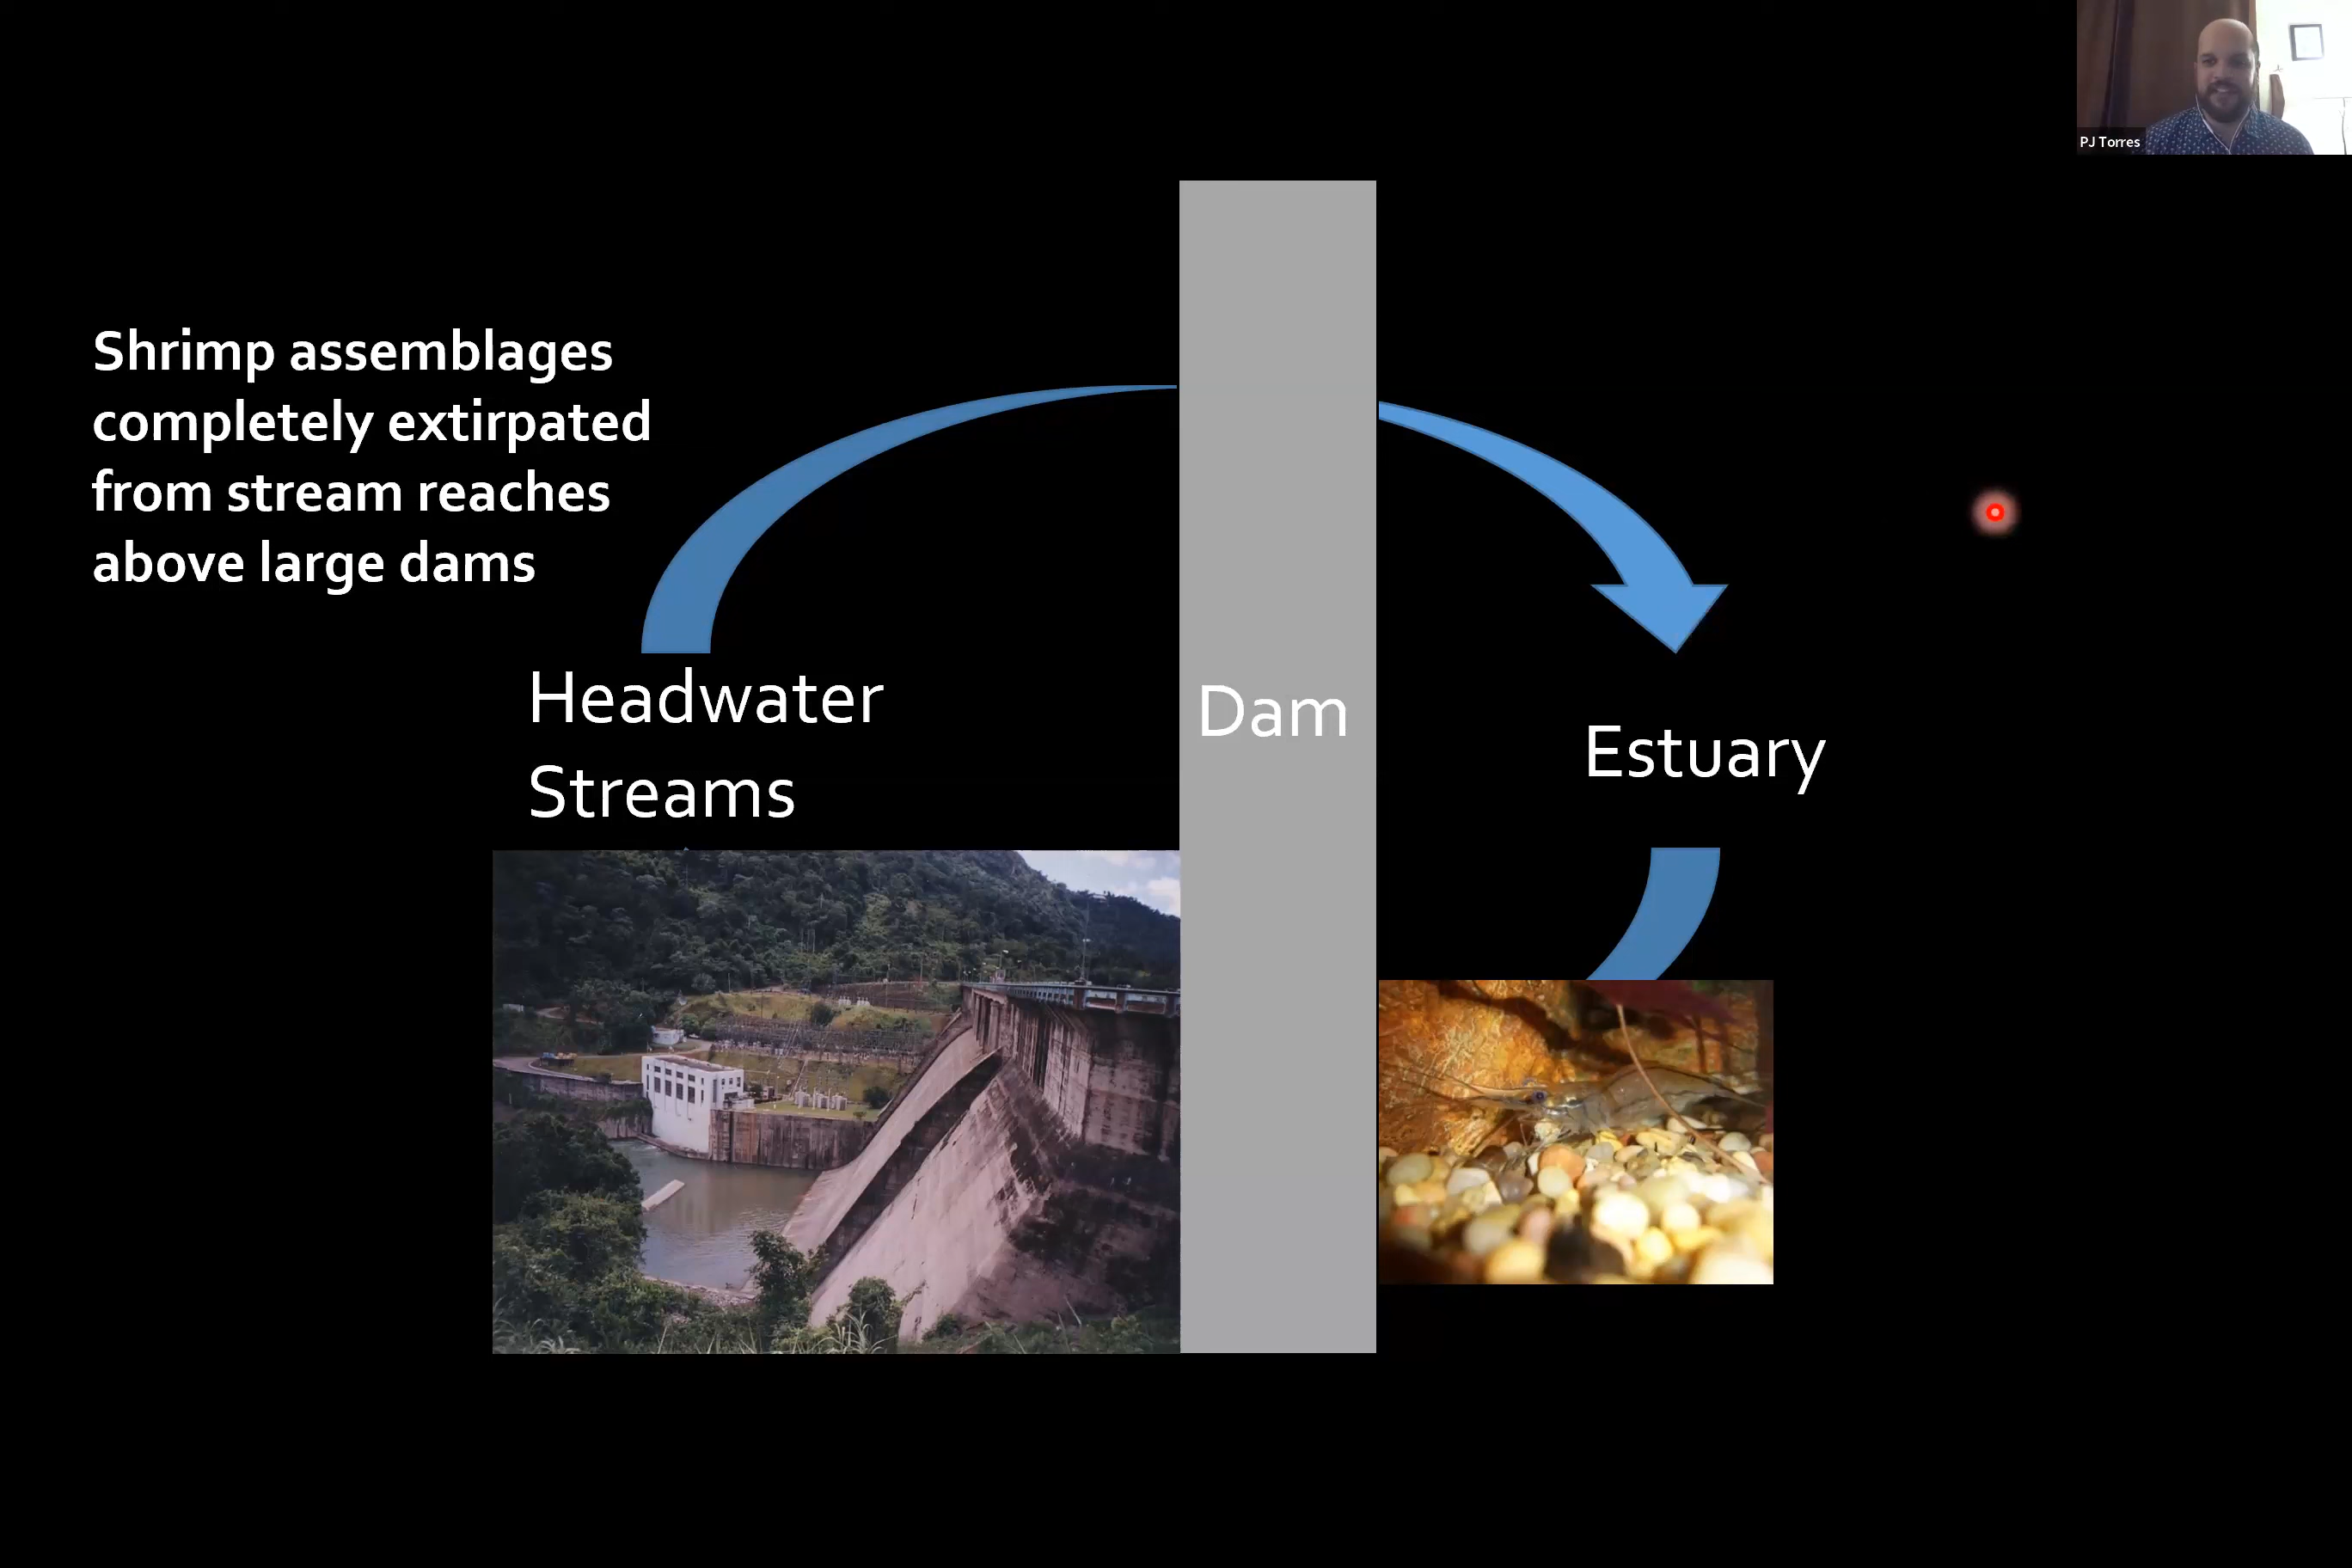 PJ Torres
Shrimp assemblages
completely extirpated
from stream reaches
above large dams
Headwater
Streams
Dam
Estuary